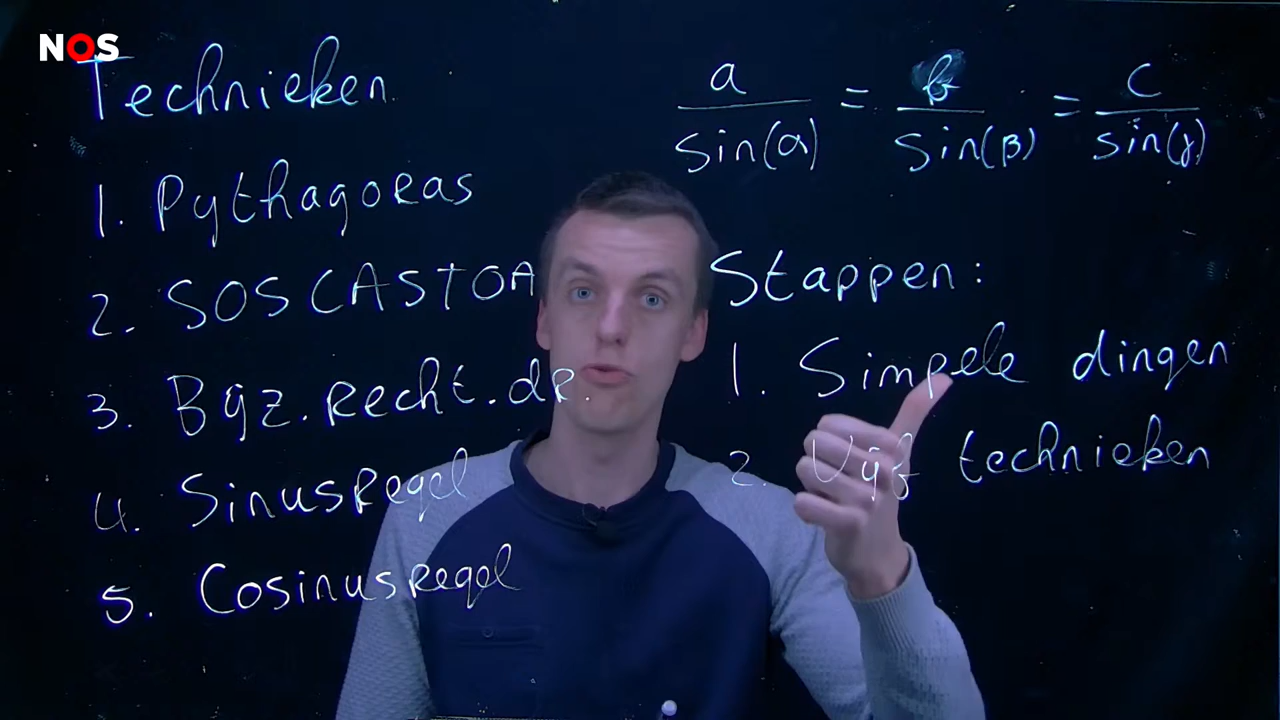 NOS
Technieken
1. Pythagoras
2. SOSCASTOA
3. Bijz. Recht. dr.
4. Sinusregel
5. Cosinusregel
a/sin(α) = b/sin(β) = c/sin(γ)
Stappen:
1. Simpele dingen
2. Vijf technieken